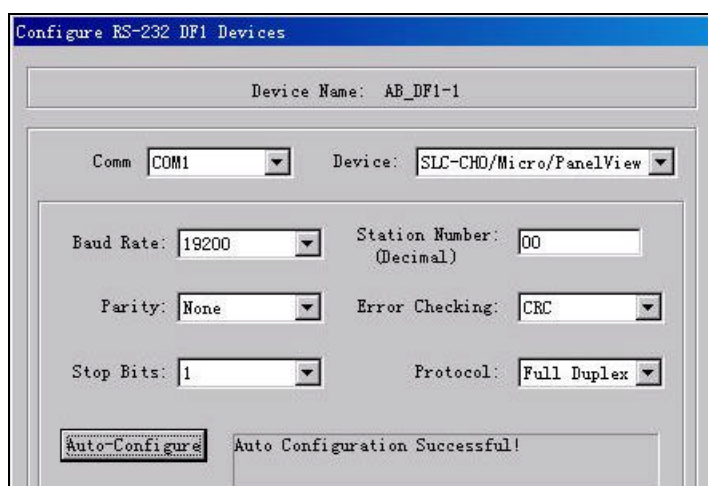 Configure RS-232 DF1 Devices
Device Name: AB_DF1-1
Comm COM1 Device: SLC-CH0/Micro/PanelView
Baud Rate: 19200 Station Number: 00
(Decimal)
Parity: None Error Checking: CRC
Stop Bits: 1 Protocol: Full Duplex
Auto-Configure Auto Configuration Successful!